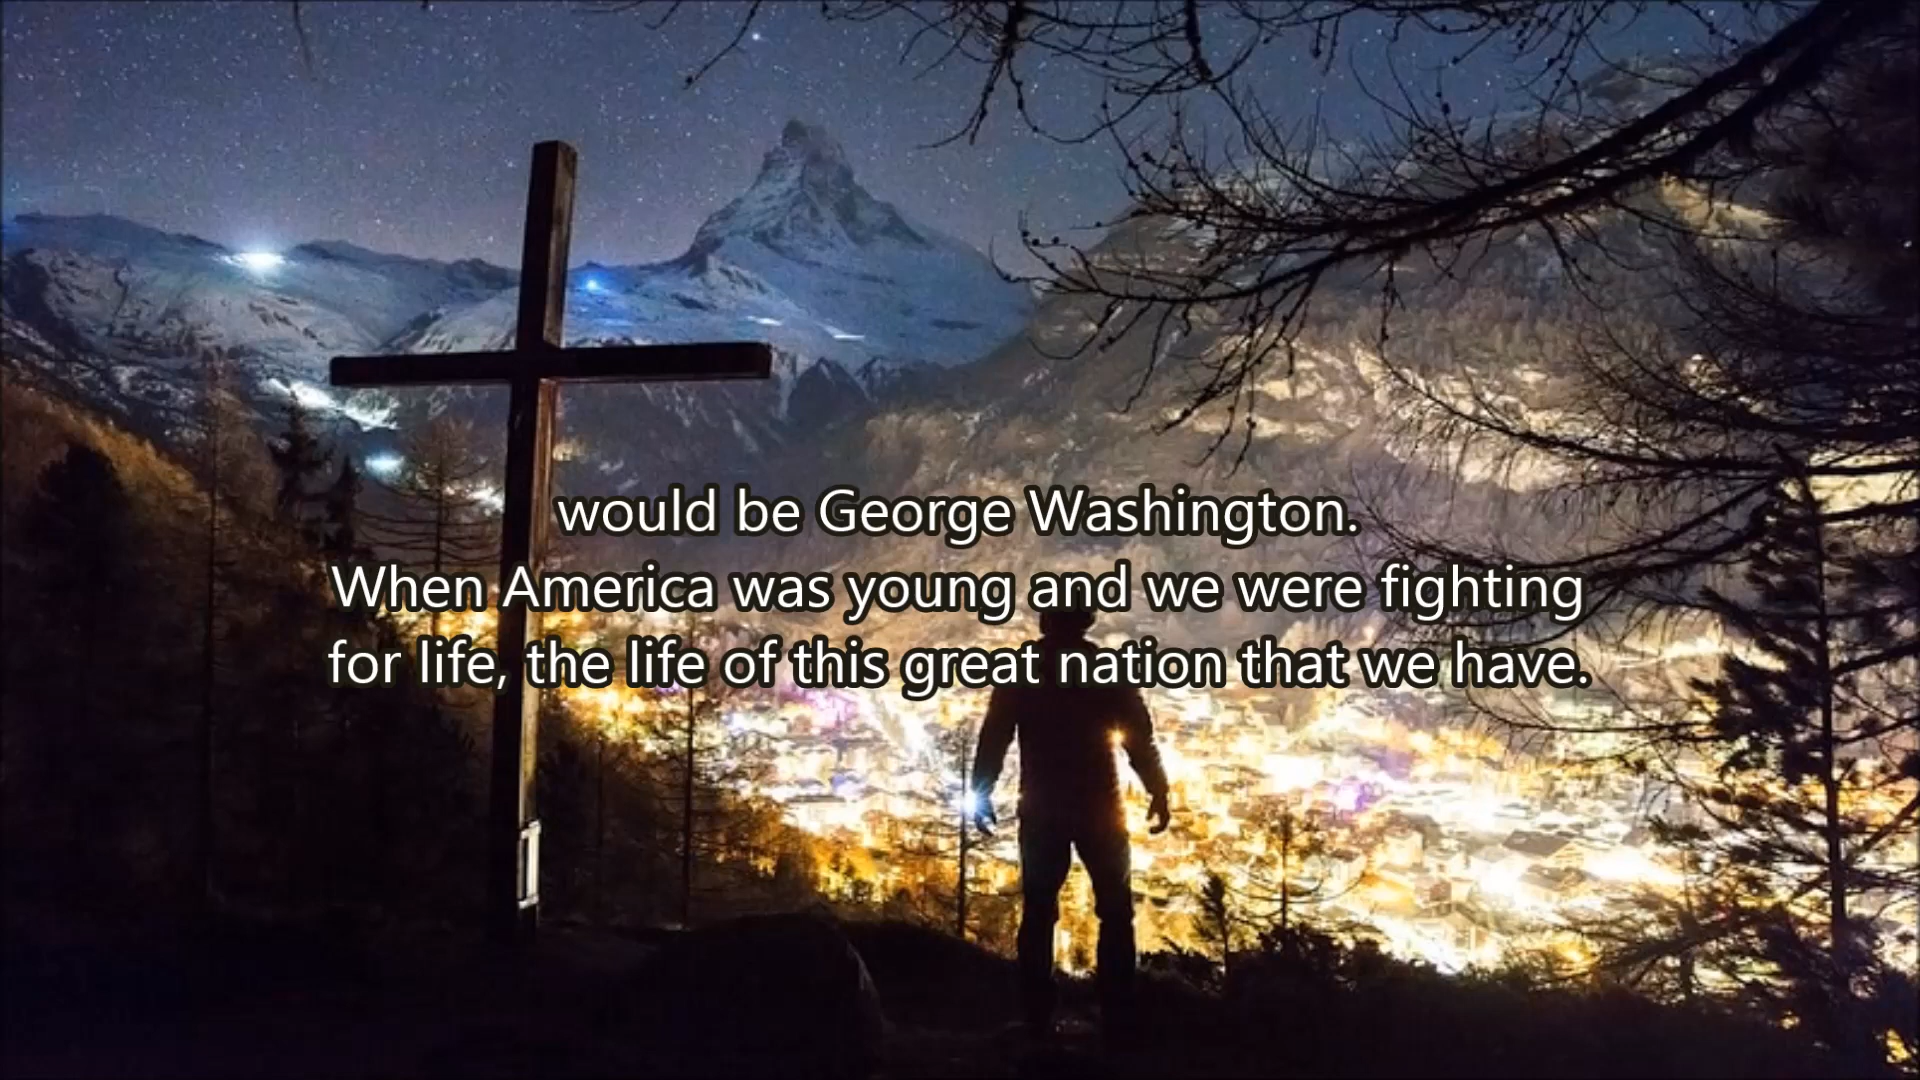 would be George Washington.
When America was young and we were fighting
for life, the life of this great nation that we have.